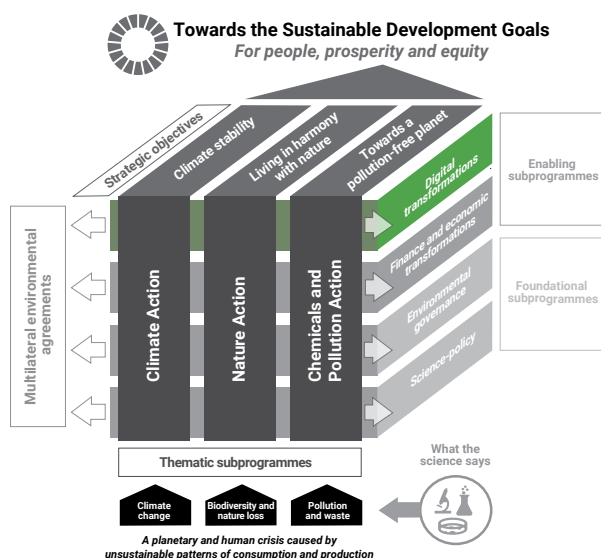 Towards the Sustainable Development Goals
For people, prosperity and equity
Strategic objectives
Climate stability
Living in harmony
with nature
Towards a
pollution-free planet
Digital
transformations
Finance and economic
transformations
Environmental
governance
Science-policy
Enabling
subprogrammes
Foundational
subprogrammes
Multilateral environmental
agreements
Climate Action
Nature Action
Chemicals and
Pollution Action
Thematic subprogrammes
What the
science says
Climate
change
Biodiversity and
nature loss
Pollution
and waste
A planetary and human crisis caused by
unsustainable patterns of consumption and production